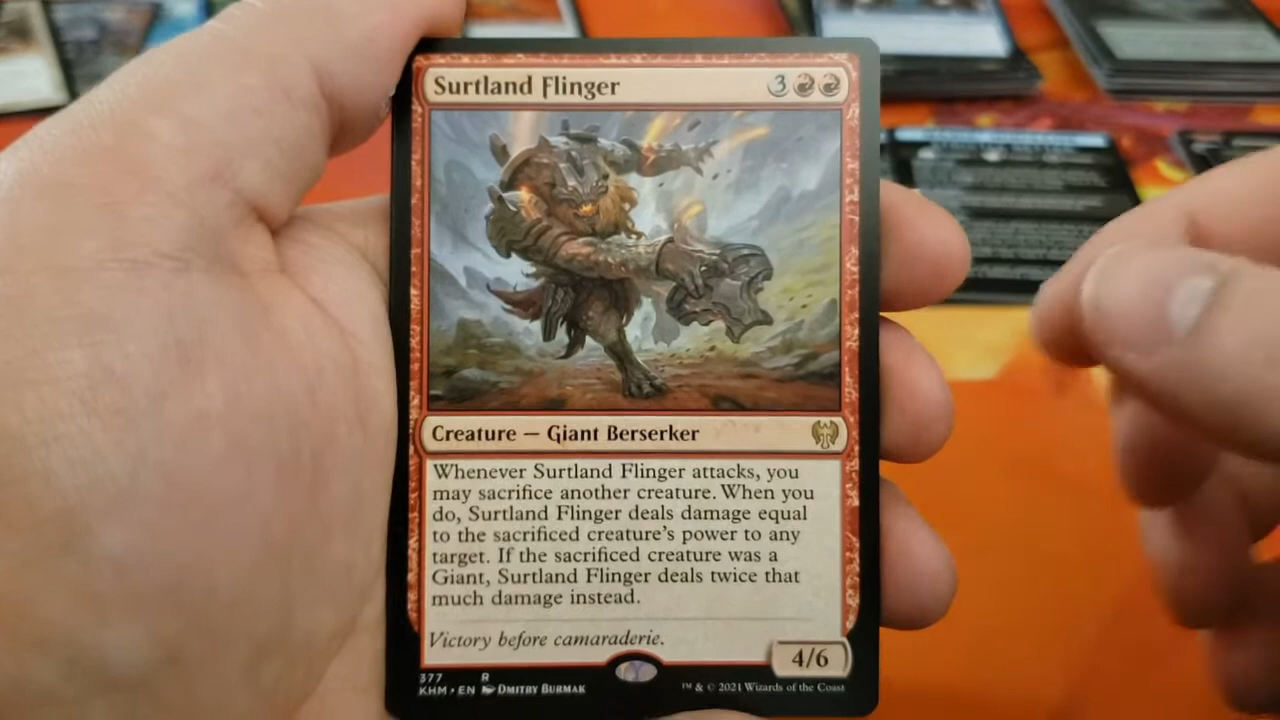 Surtland Flinger 3
Creature — Giant Berserker
Whenever Surtland Flinger attacks, you
may sacrifice another creature. When you
do, Surtland Flinger deals damage equal
to the sacrificed creature's power to any
target. If the sacrificed creature was a
Giant, Surtland Flinger deals twice that
much damage instead.
Victory before camaraderie.
4/6
377 R
KHM • EN Dmitry Burmak
™ & © 2021 Wizards of the Coast